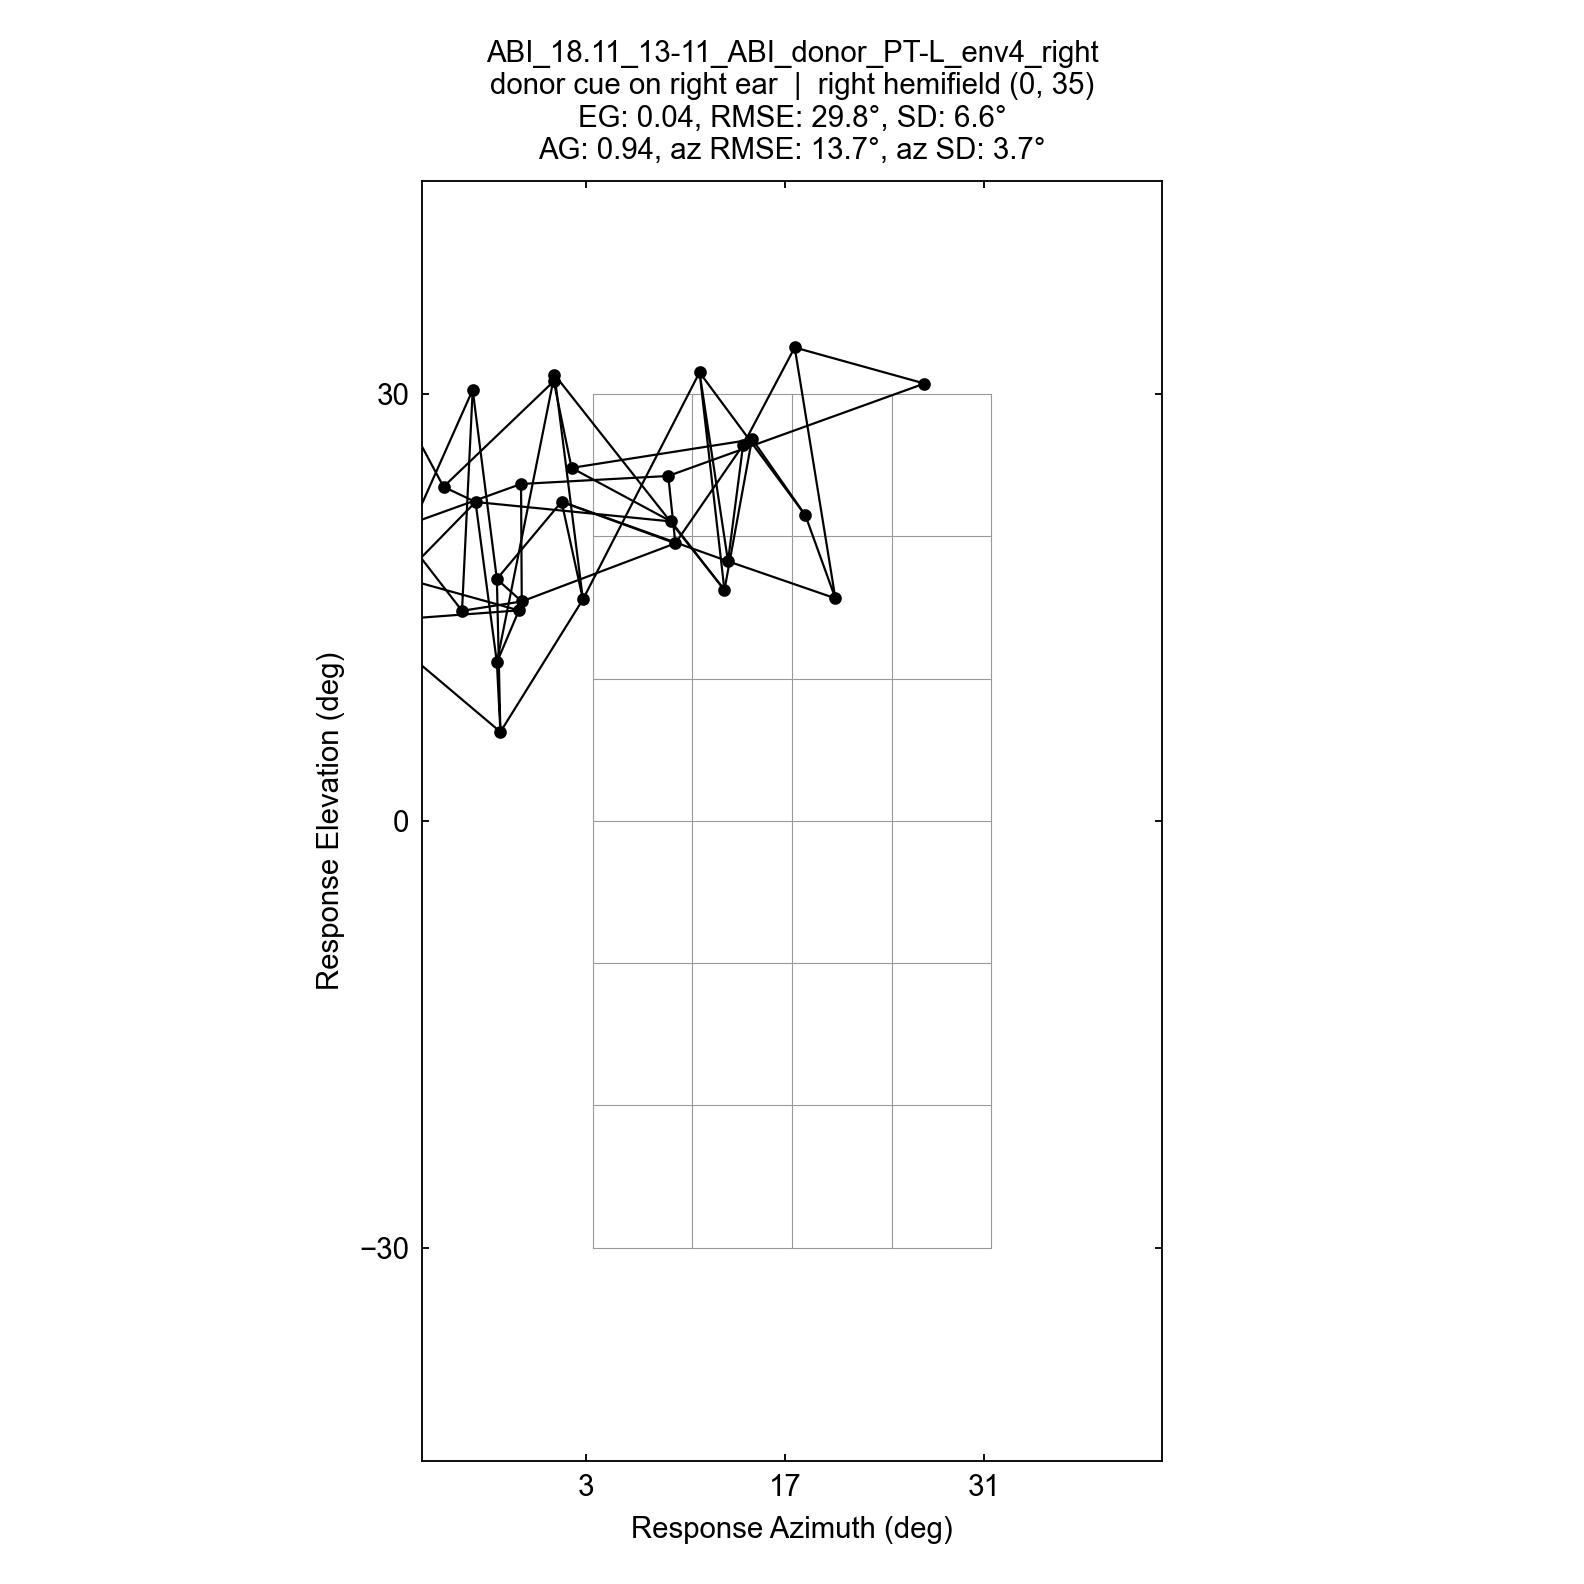 ABI_18.11_13-11_ABI_donor_PT-L_env4_right
donor cue on right ear | right hemifield (0, 35)
EG: 0.04, RMSE: 29.8°, SD: 6.6°
AG: 0.94, az RMSE: 13.7°, az SD: 3.7°
30
0
−30
Response Elevation (deg)
3 17 31
Response Azimuth (deg)